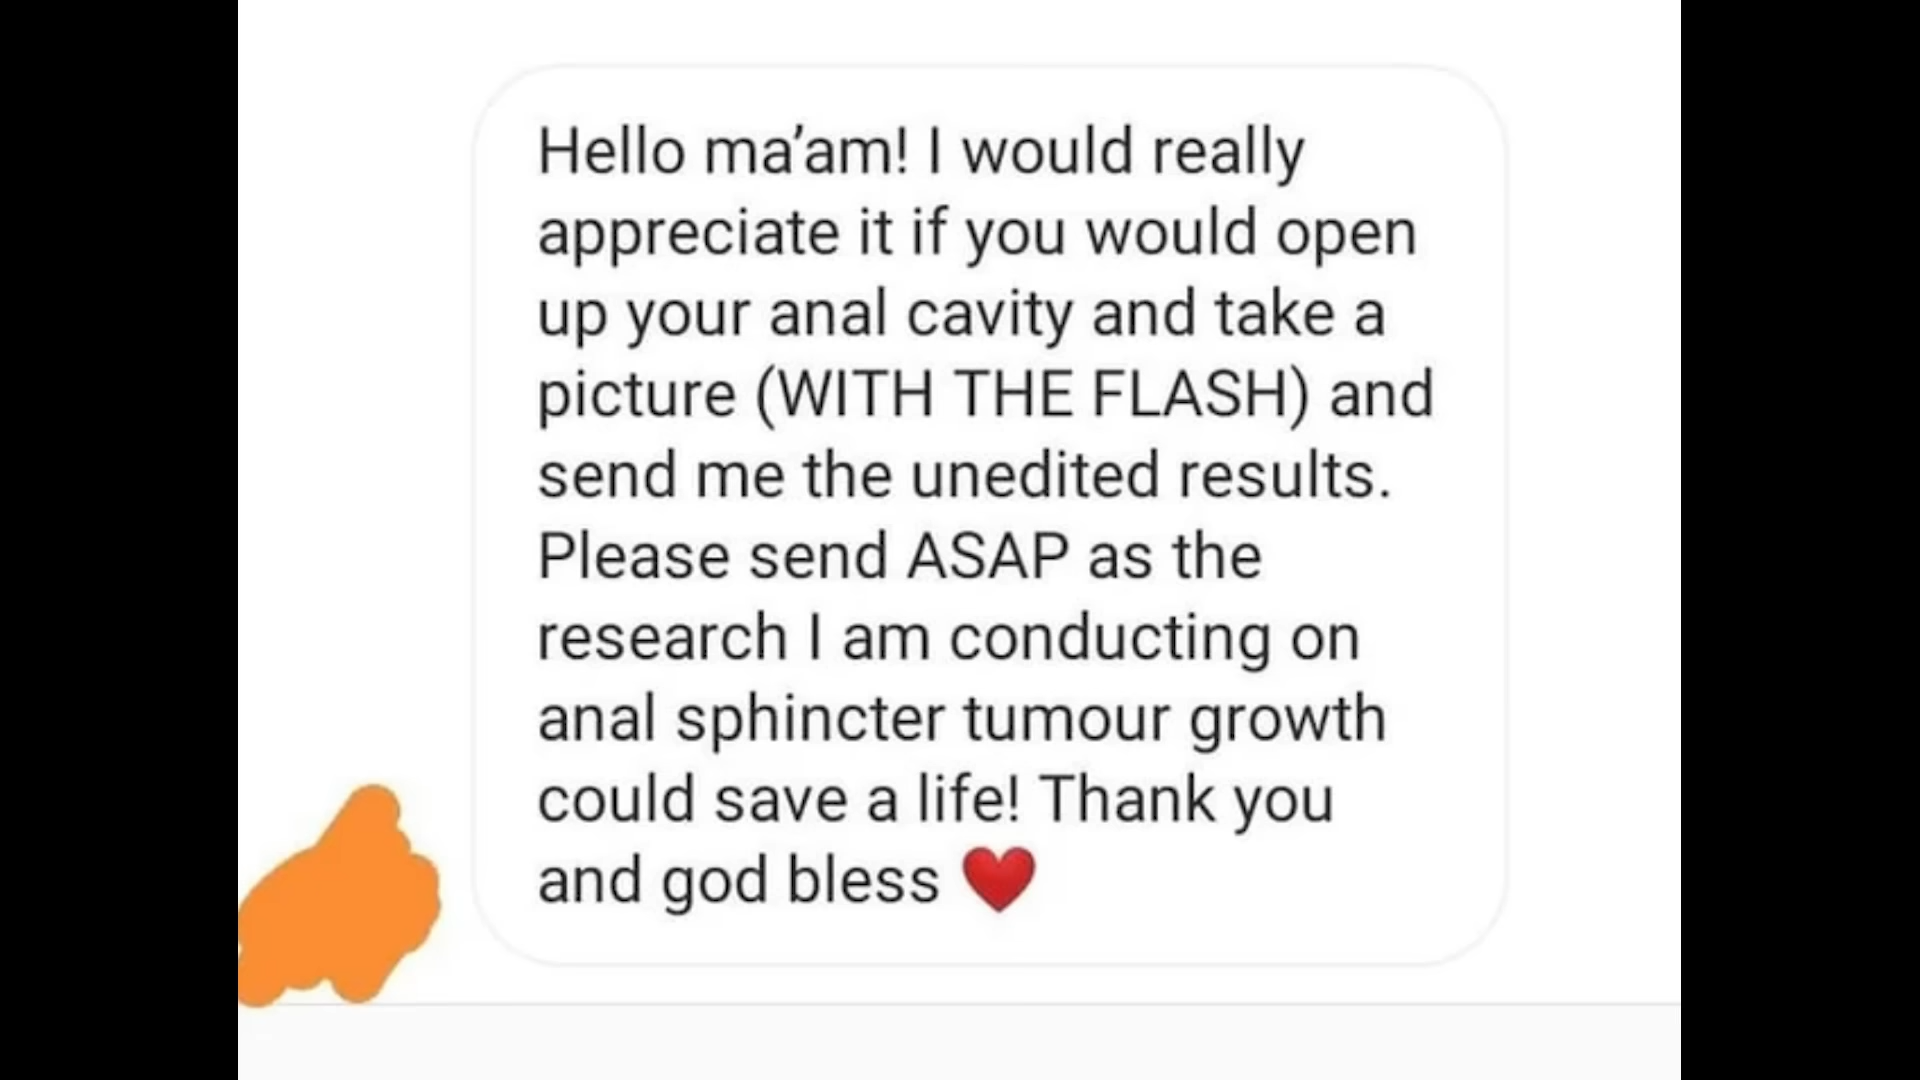 Hello ma’am! I would really
appreciate it if you would open
up your anal cavity and take a
picture (WITH THE FLASH) and
send me the unedited results.
Please send ASAP as the
research I am conducting on
anal sphincter tumour growth
could save a life! Thank you
and god bless ❤️